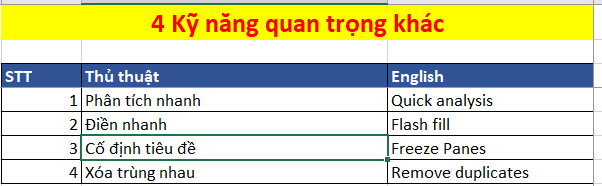 4 Kỹ năng quan trọng khác
STT Thủ thuật English
1 Phân tích nhanh Quick analysis
2 Điền nhanh Flash fill
3 Cố định tiêu đề Freeze Panes
4 Xóa trùng nhau Remove duplicates